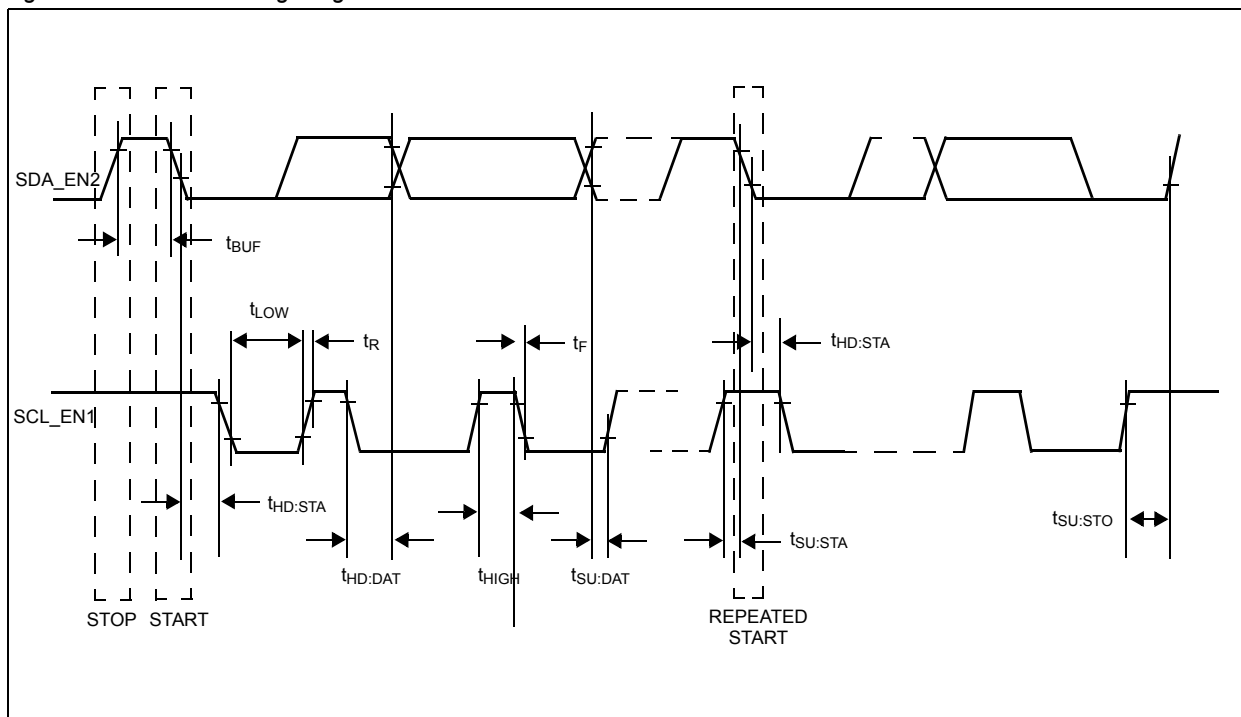 SDA_EN2
tBUF
tLOW
tR
tF
tHD:STA
SCL_EN1
tHD:STA
tSU:STA
tSU:STO
tHD:DAT
tHIGH
tSU:DAT
STOP
START
REPEATED
START